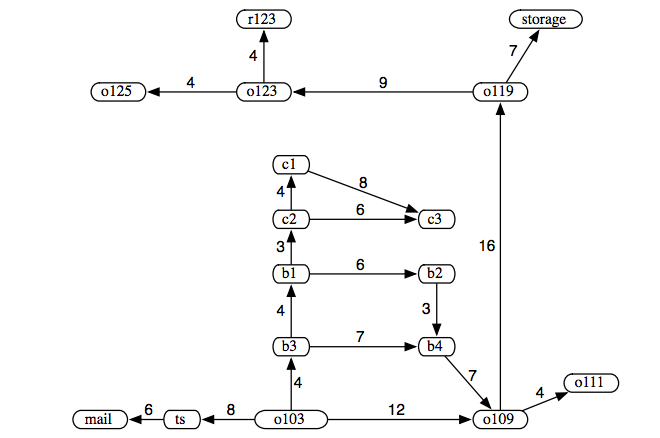 r123 storage
4 7
o125 4 o123 9 o119
c1
8
4
c2 6 c3
3 16
b1 6 b2
4 3
b3 7 b4
4 7
4 o111
mail 6 ts 8 o103 12 o109